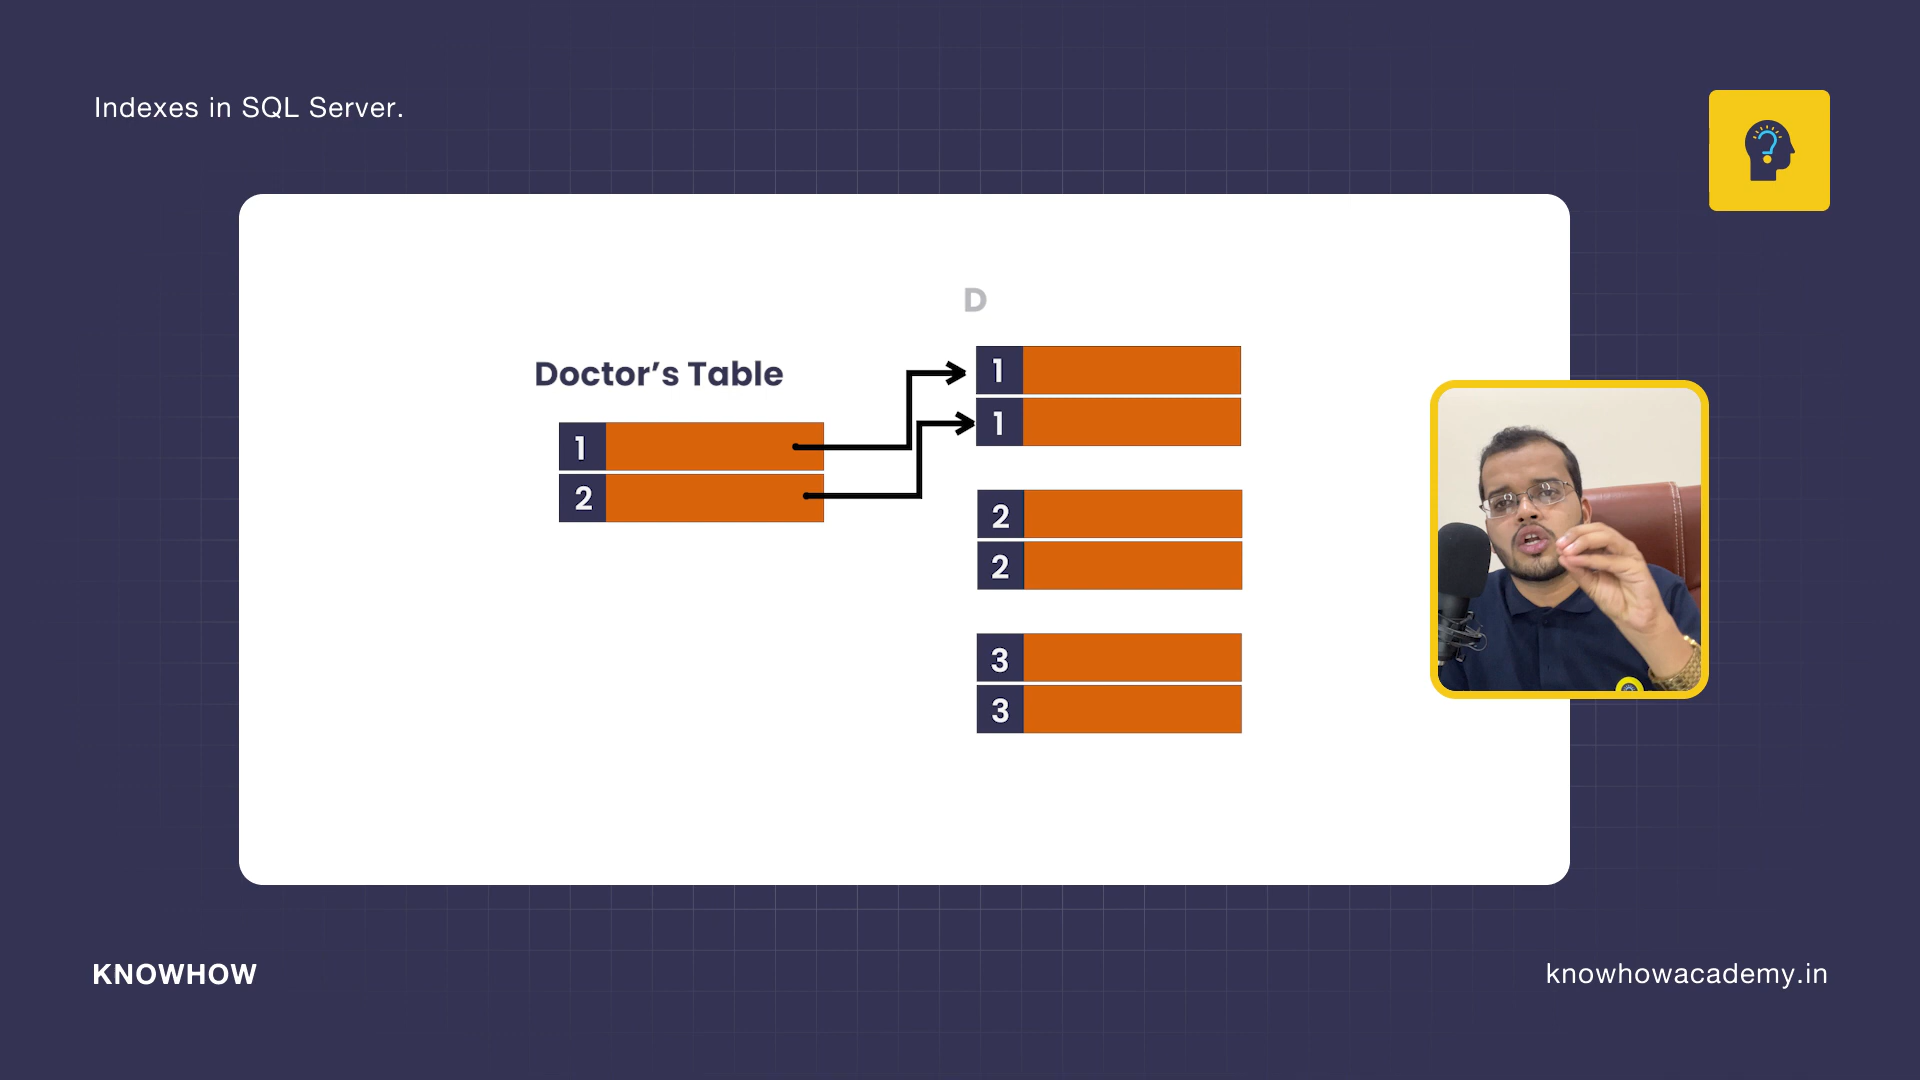 Indexes in SQL Server.
D
Doctor's Table
1
2
1
1
2
2
3
3
KNOWHOW
knowhowacademy.in